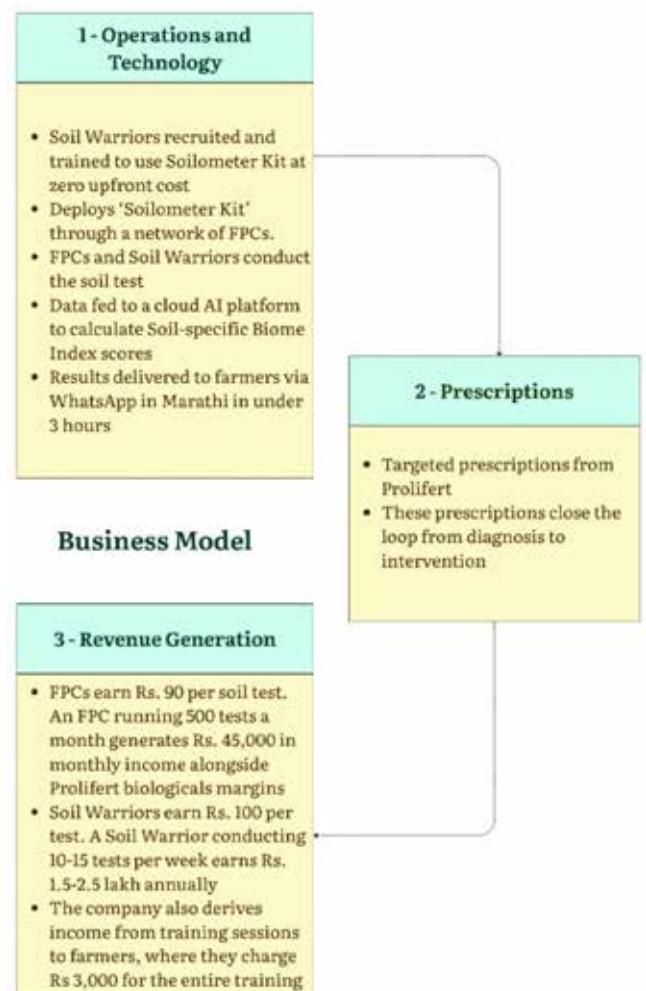 1 - Operations and
Technology
• Soil Warriors recruited and
trained to use Soilometer Kit at
zero upfront cost
• Deploys ‘Soilometer Kit’
through a network of FPCs.
• FPCs and Soil Warriors conduct
the soil test
• Data fed to a cloud AI platform
to calculate Soil-specific Biome
Index scores
• Results delivered to farmers via
WhatsApp in Marathi in under
3 hours
2 - Prescriptions
• Targeted prescriptions from
Prolifert
• These prescriptions close the
loop from diagnosis to
intervention
Business Model
3 - Revenue Generation
• FPCs earn Rs. 90 per soil test.
An FPC running 500 tests a
month generates Rs. 45,000 in
monthly income alongside
Prolifert biologicals margins
• Soil Warriors earn Rs. 100 per
test. A Soil Warrior conducting
10-15 tests per week earns Rs.
1.5-2.5 lakh annually
• The company also derives
income from training sessions
to farmers, where they charge
Rs 3,000 for the entire training